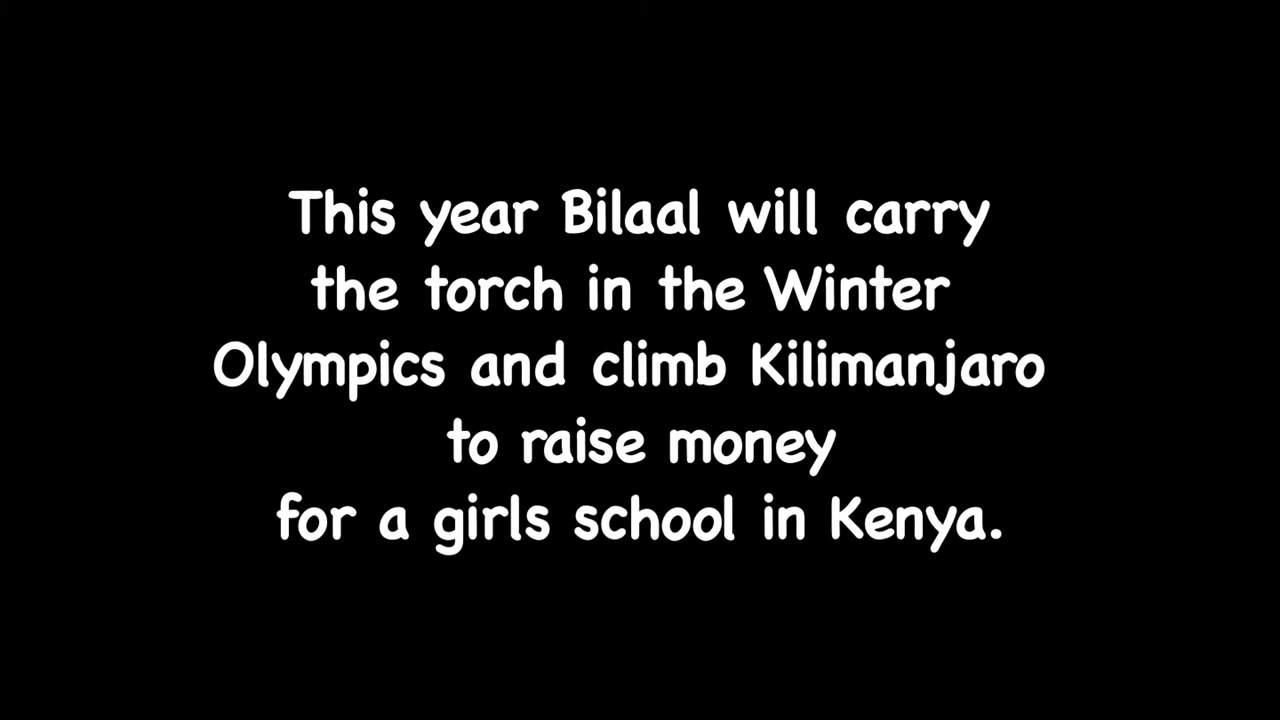 This year Bilaal will carry
the torch in the Winter
Olympics and climb Kilimanjaro
to raise money
for a girls school in Kenya.